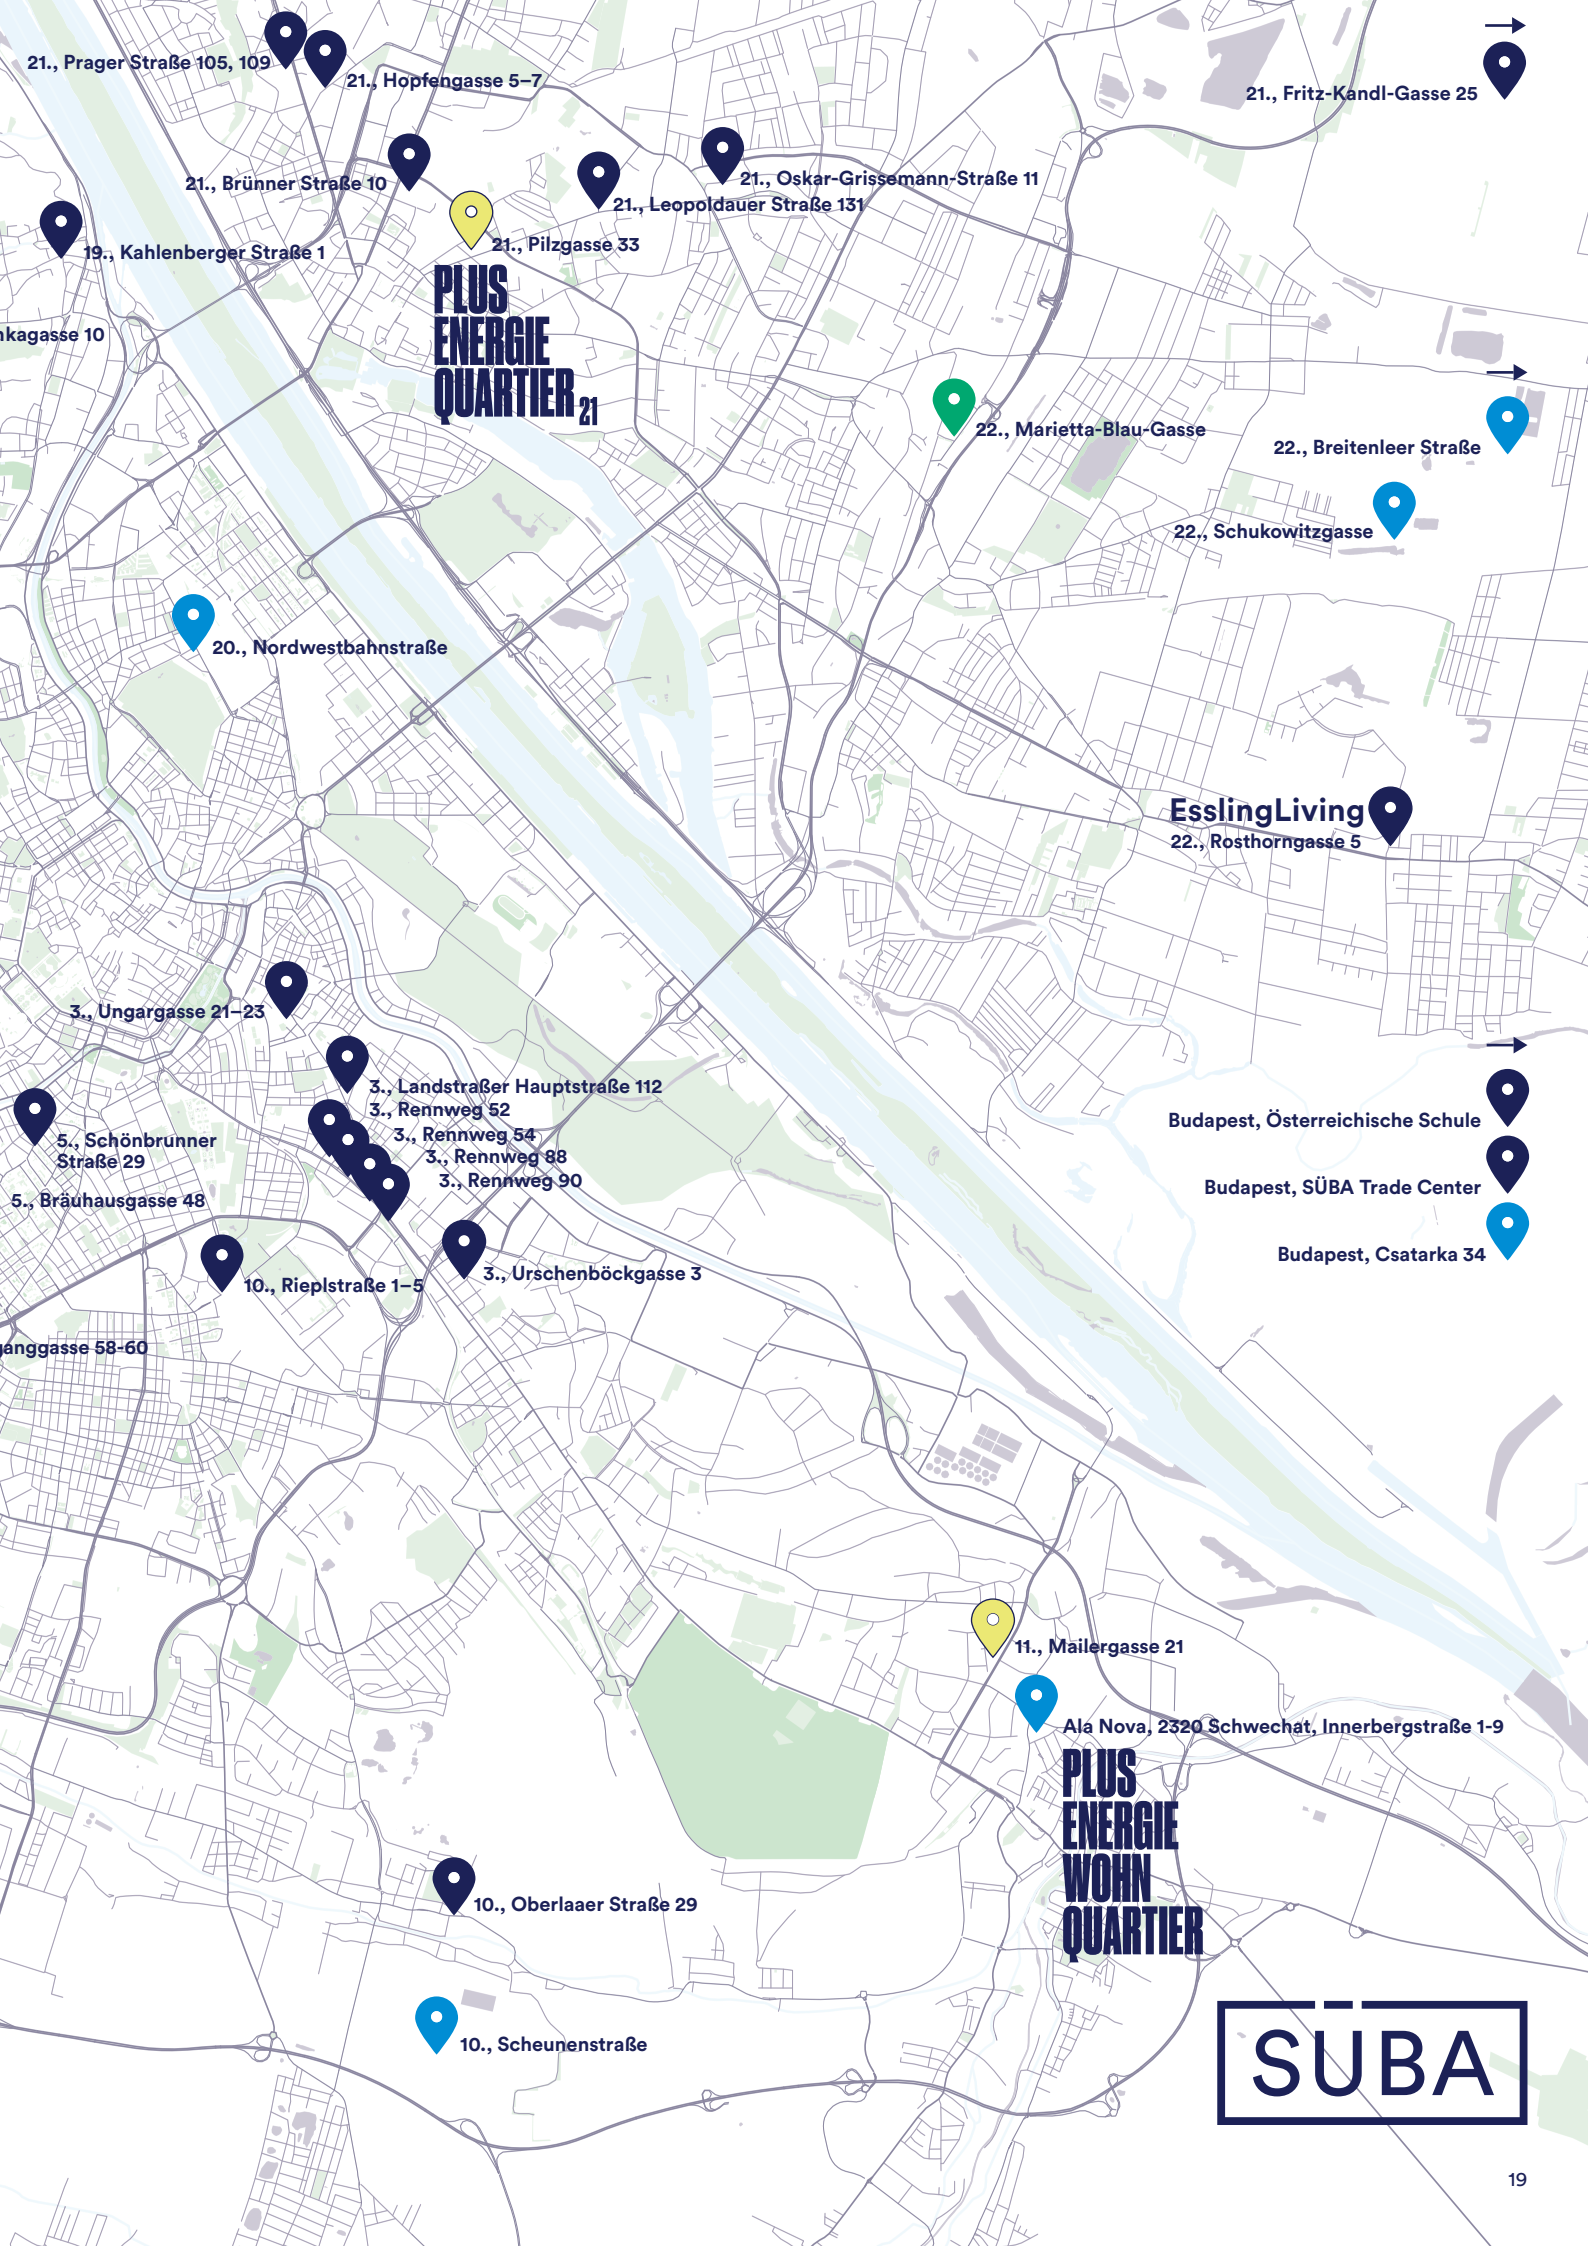 21., Prager Straße 105, 109
21., Hopfengasse 5–7
21., Fritz-Kandl-Gasse 25
21., Brünner Straße 10
21., Oskar-Grissemann-Straße 11
21., Leopoldauer Straße 131
19., Kahlenberger Straße 1
21., Pilzgasse 33
PLUS
ENERGIE
QUARTIER 21
kagasse 10
22., Marietta-Blau-Gasse
22., Breitenleer Straße
22., Schukowitzgasse
20., Nordwestbahnstraße
EsslingLiving
22., Rosthorngasse 5
3., Ungargasse 21–23
3., Landstraßer Hauptstraße 112
3., Rennweg 52
3., Rennweg 54
3., Rennweg 88
3., Rennweg 90
5., Schönbrunner
Straße 29
5., Bräuhausgasse 48
Budapest, Österreichische Schule
Budapest, SÜBA Trade Center
Budapest, Csatarka 34
10., Rieplstraße 1–5
3., Urschenböckgasse 3
anggasse 58-60
11., Mailergasse 21
Ala Nova, 2320 Schwechat, Innerbergstraße 1-9
PLUS
ENERGIE
WOHN
QUARTIER
10., Oberlaaer Straße 29
10., Scheunenstraße
SÜBA
19